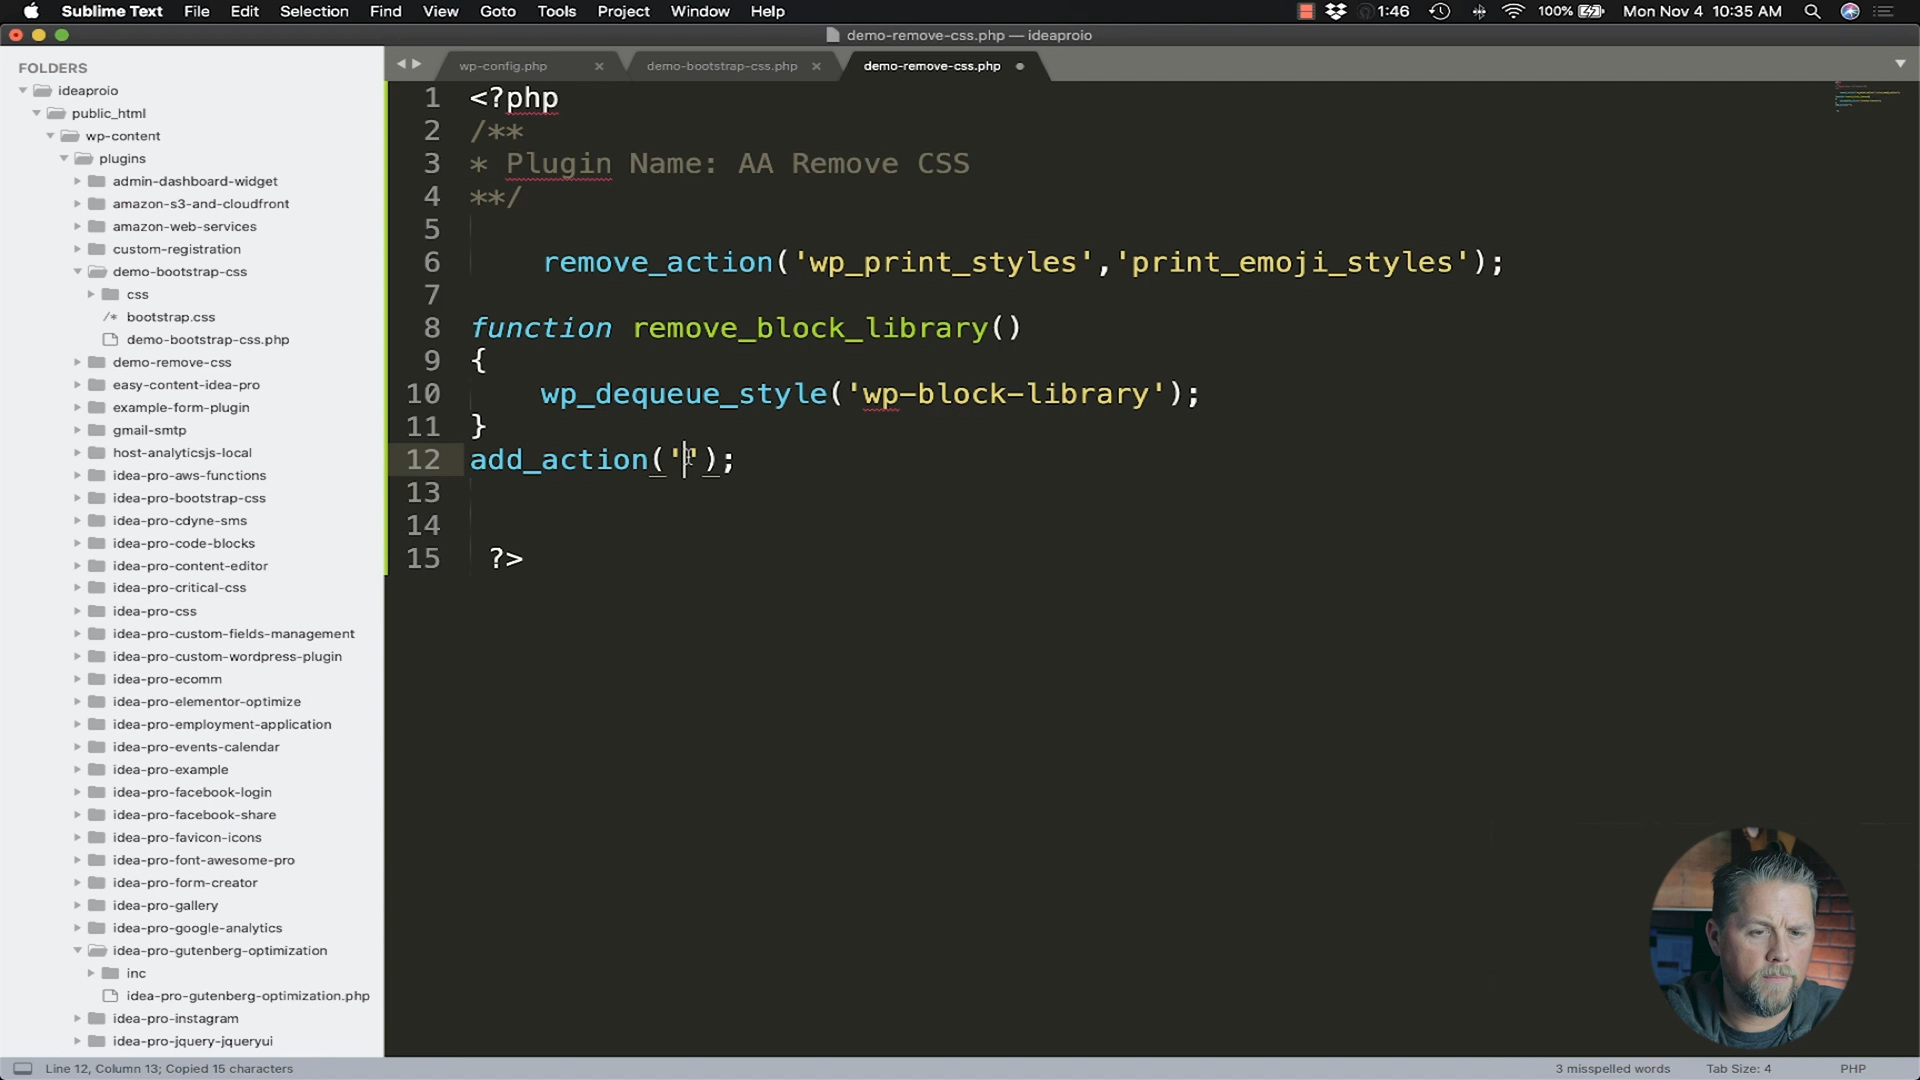 Sublime Text File Edit Selection Find View Goto Tools Project Window Help 1:46 100% Mon Nov 4 10:35 AM
demo-remove-css.php — ideaproio
FOLDERS
ideaproio
public_html
wp-content
plugins
admin-dashboard-widget
amazon-s3-and-cloudfront
amazon-web-services
custom-registration
demo-bootstrap-css
css
/* bootstrap.css
demo-bootstrap-css.php
demo-remove-css
easy-content-idea-pro
example-form-plugin
gmail-smtp
host-analyticsjs-local
idea-pro-aws-functions
idea-pro-bootstrap-css
idea-pro-cdyne-sms
idea-pro-code-blocks
idea-pro-content-editor
idea-pro-critical-css
idea-pro-css
idea-pro-custom-fields-management
idea-pro-custom-wordpress-plugin
idea-pro-ecomm
idea-pro-elementor-optimize
idea-pro-employment-application
idea-pro-events-calendar
idea-pro-example
idea-pro-facebook-login
idea-pro-facebook-share
idea-pro-favicon-icons
idea-pro-font-awesome-pro
idea-pro-form-creator
idea-pro-gallery
idea-pro-google-analytics
idea-pro-gutenberg-optimization
inc
idea-pro-gutenberg-optimization.php
idea-pro-instagram
idea-pro-jquery-jqueryui
wp-config.php demo-bootstrap-css.php demo-remove-css.php
1 <?php
2 /**
3 * Plugin Name: AA Remove CSS
4 **/
5
6 remove_action('wp_print_styles','print_emoji_styles');
7
8 function remove_block_library()
9 {
10 wp_dequeue_style('wp-block-library');
11 }
12 add_action('');
13
14
15 ?>
Line 12, Column 13; Copied 15 characters 3 misspelled words Tab Size: 4 PHP